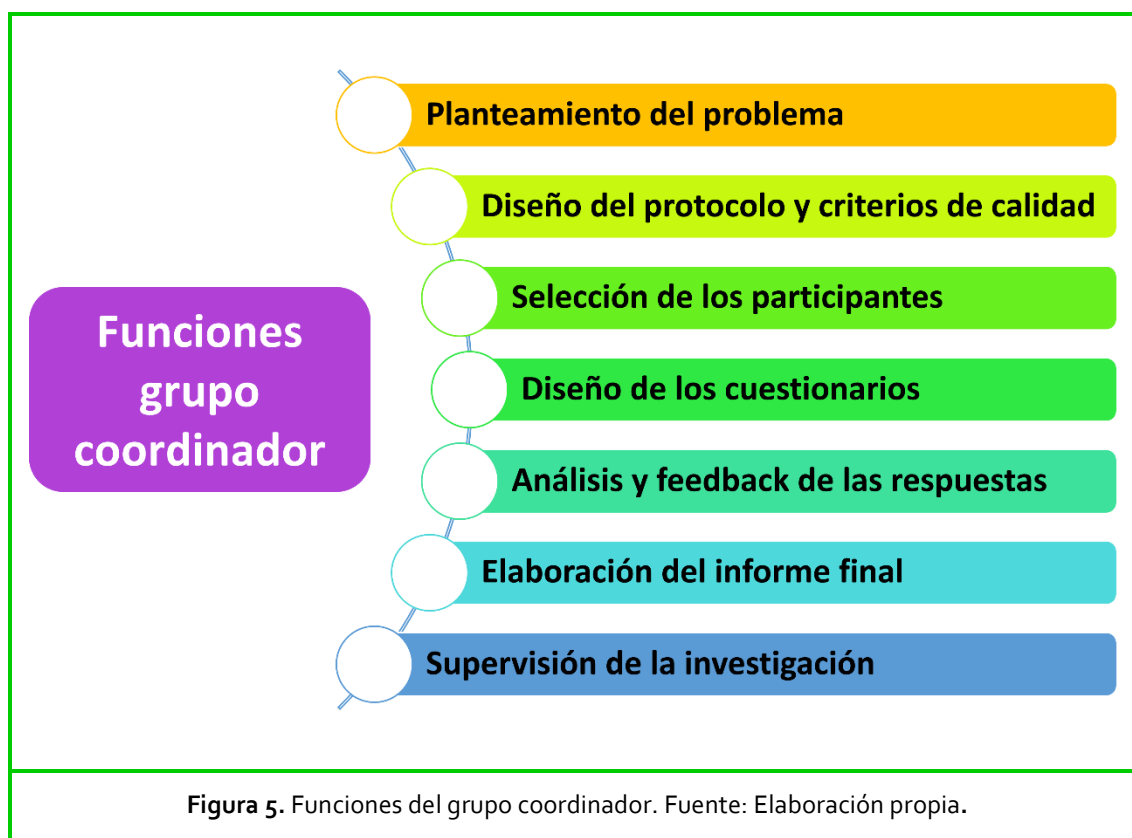 Funciones
grupo
coordinador
Planteamiento del problema
Diseño del protocolo y criterios de calidad
Selección de los participantes
Diseño de los cuestionarios
Análisis y feedback de las respuestas
Elaboración del informe final
Supervisión de la investigación
Figura 5. Funciones del grupo coordinador. Fuente: Elaboración propia.